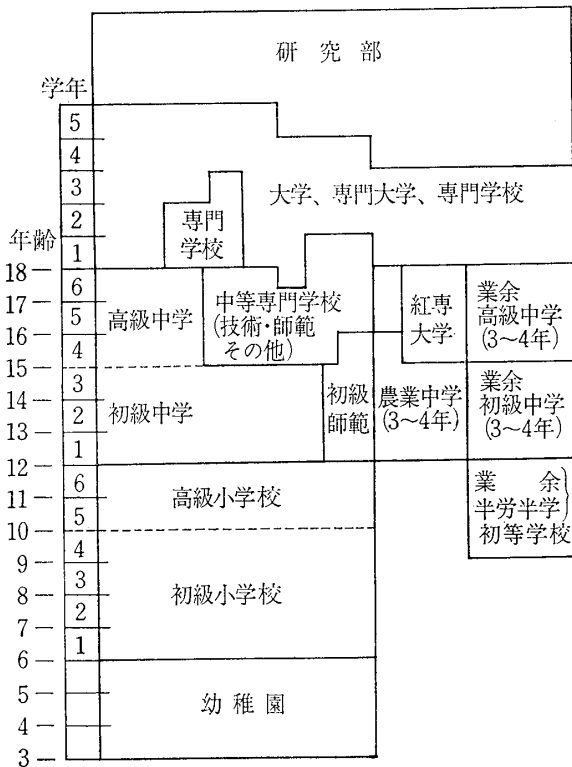 研究部
学年
5
4
3
2
1
大学、専門大学、専門学校
専門
学校
年齢
18
17
16
15
14
13
12
11
10
9
8
7
6
5
4
3
6
5
4
3
2
1
6
5
4
3
2
1
高級中学
中等専門学校
(技術・師範
その他)
紅専
大学
業余
高級中学
(3〜4年)
初級中学
初級
師範
農業中学
(3〜4年)
業余
初級中学
(3〜4年)
高級小学校
業余
半労半学}
初等学校
初級小学校
幼稚園